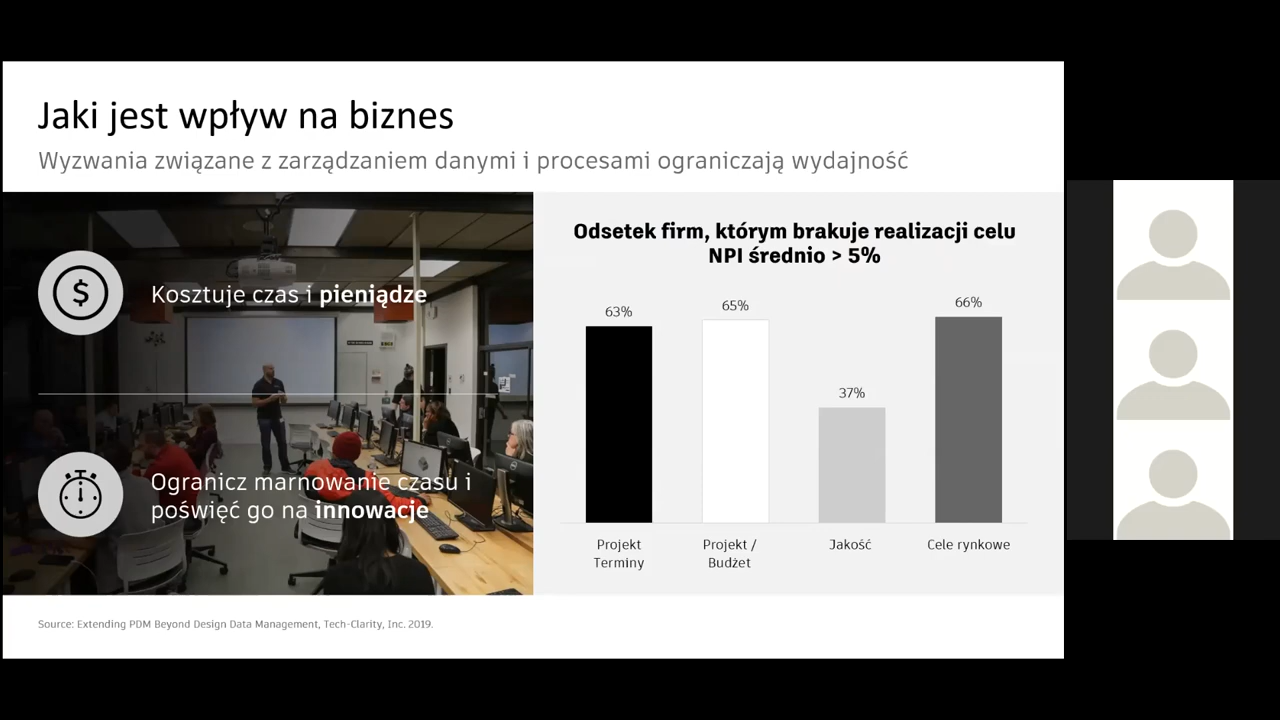 Jaki jest wpływ na biznes
Wyzwania związane z zarządzaniem danymi i procesami ograniczają wydajność
$
Kosztuje czas i pieniądze
Ogranicz marnowanie czasu i
poświęć go na innowacje
Odsetek firm, którym brakuje realizacji celu
NPI średnio > 5%
63%
65%
37%
66%
Projekt
Terminy
Projekt /
Budżet
Jakość
Cele rynkowe
Source: Extending PDM Beyond Design Data Management, Tech-Clarity, Inc. 2019.